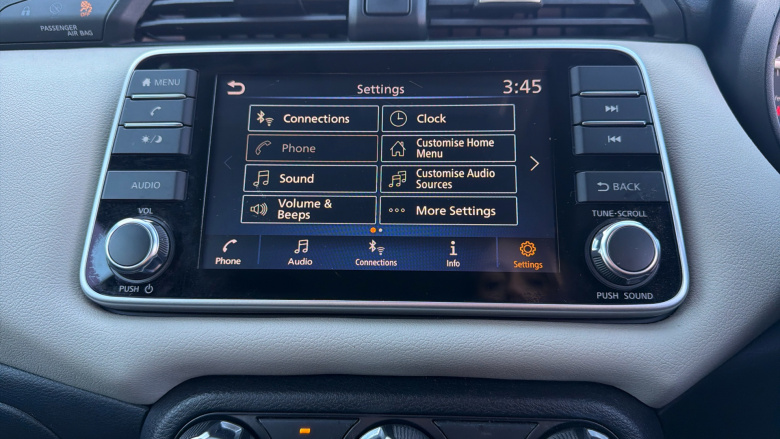 PASSENGER
AIR BAG
MENU
Settings
3:45
Connections
Clock
Phone
Customise Home
Menu
Sound
Customise Audio
Sources
Volume &
Beeps
More Settings
Phone
Audio
Connections
Info
Settings
AUDIO
BACK
VOL
TUNE·SCROLL
PUSH
PUSH SOUND